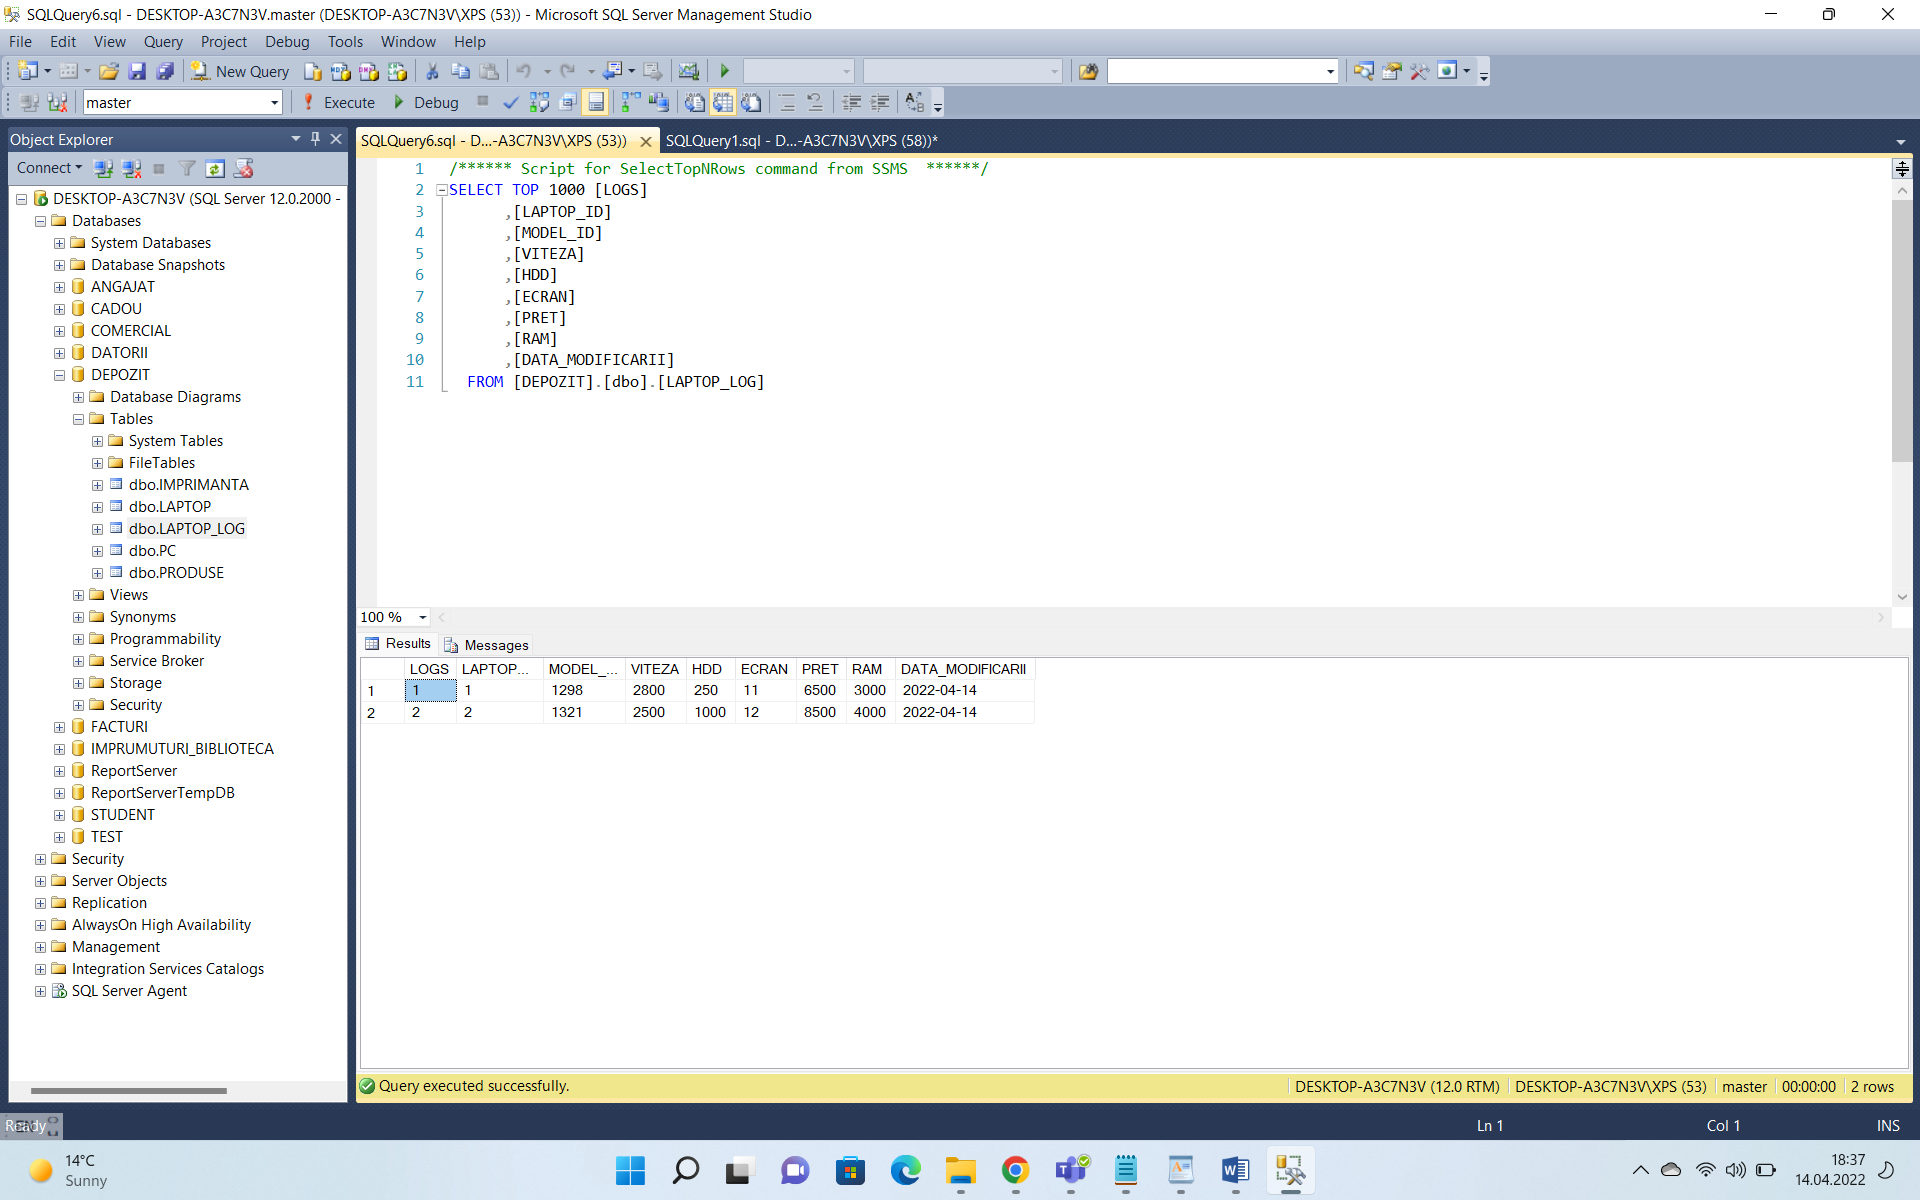 SQLQuery6.sql - DESKTOP-A3C7N3V.master (DESKTOP-A3C7N3V\XPS (53)) - Microsoft SQL Server Management Studio
File Edit View Query Project Debug Tools Window Help
New Query
master Execute Debug
Object Explorer
Connect
DESKTOP-A3C7N3V (SQL Server 12.0.2000 -
Databases
System Databases
Database Snapshots
ANGAJAT
CADOU
COMERCIAL
DATORII
DEPOZIT
Database Diagrams
Tables
System Tables
FileTables
dbo.IMPRIMANTA
dbo.LAPTOP
dbo.LAPTOP_LOG
dbo.PC
dbo.PRODUSE
Views
Synonyms
Programmability
Service Broker
Storage
Security
FACTURI
IMPRUMUTURI_BIBLIOTECA
ReportServer
ReportServerTempDB
STUDENT
TEST
Security
Server Objects
Replication
AlwaysOn High Availability
Management
Integration Services Catalogs
SQL Server Agent
SQLQuery6.sql - D...-A3C7N3V\XPS (53)) SQLQuery1.sql - D...-A3C7N3V\XPS (58))*
1 /****** Script for SelectTopNRows command from SSMS ******/
2 SELECT TOP 1000 [LOGS]
3 ,[LAPTOP_ID]
4 ,[MODEL_ID]
5 ,[VITEZA]
6 ,[HDD]
7 ,[ECRAN]
8 ,[PRET]
9 ,[RAM]
10 ,[DATA_MODIFICARII]
11 FROM [DEPOZIT].[dbo].[LAPTOP_LOG]
100 %
Results Messages
LOGS LAPTOP... MODEL_... VITEZA HDD ECRAN PRET RAM DATA_MODIFICARII
1 1 1 1298 2800 250 11 6500 3000 2022-04-14
2 2 2 1321 2500 1000 12 8500 4000 2022-04-14
Query executed successfully. DESKTOP-A3C7N3V (12.0 RTM) DESKTOP-A3C7N3V\XPS (53) master 00:00:00 2 rows
Ready Ln 1 Col 1 INS
14°C
Sunny
18:37
14.04.2022